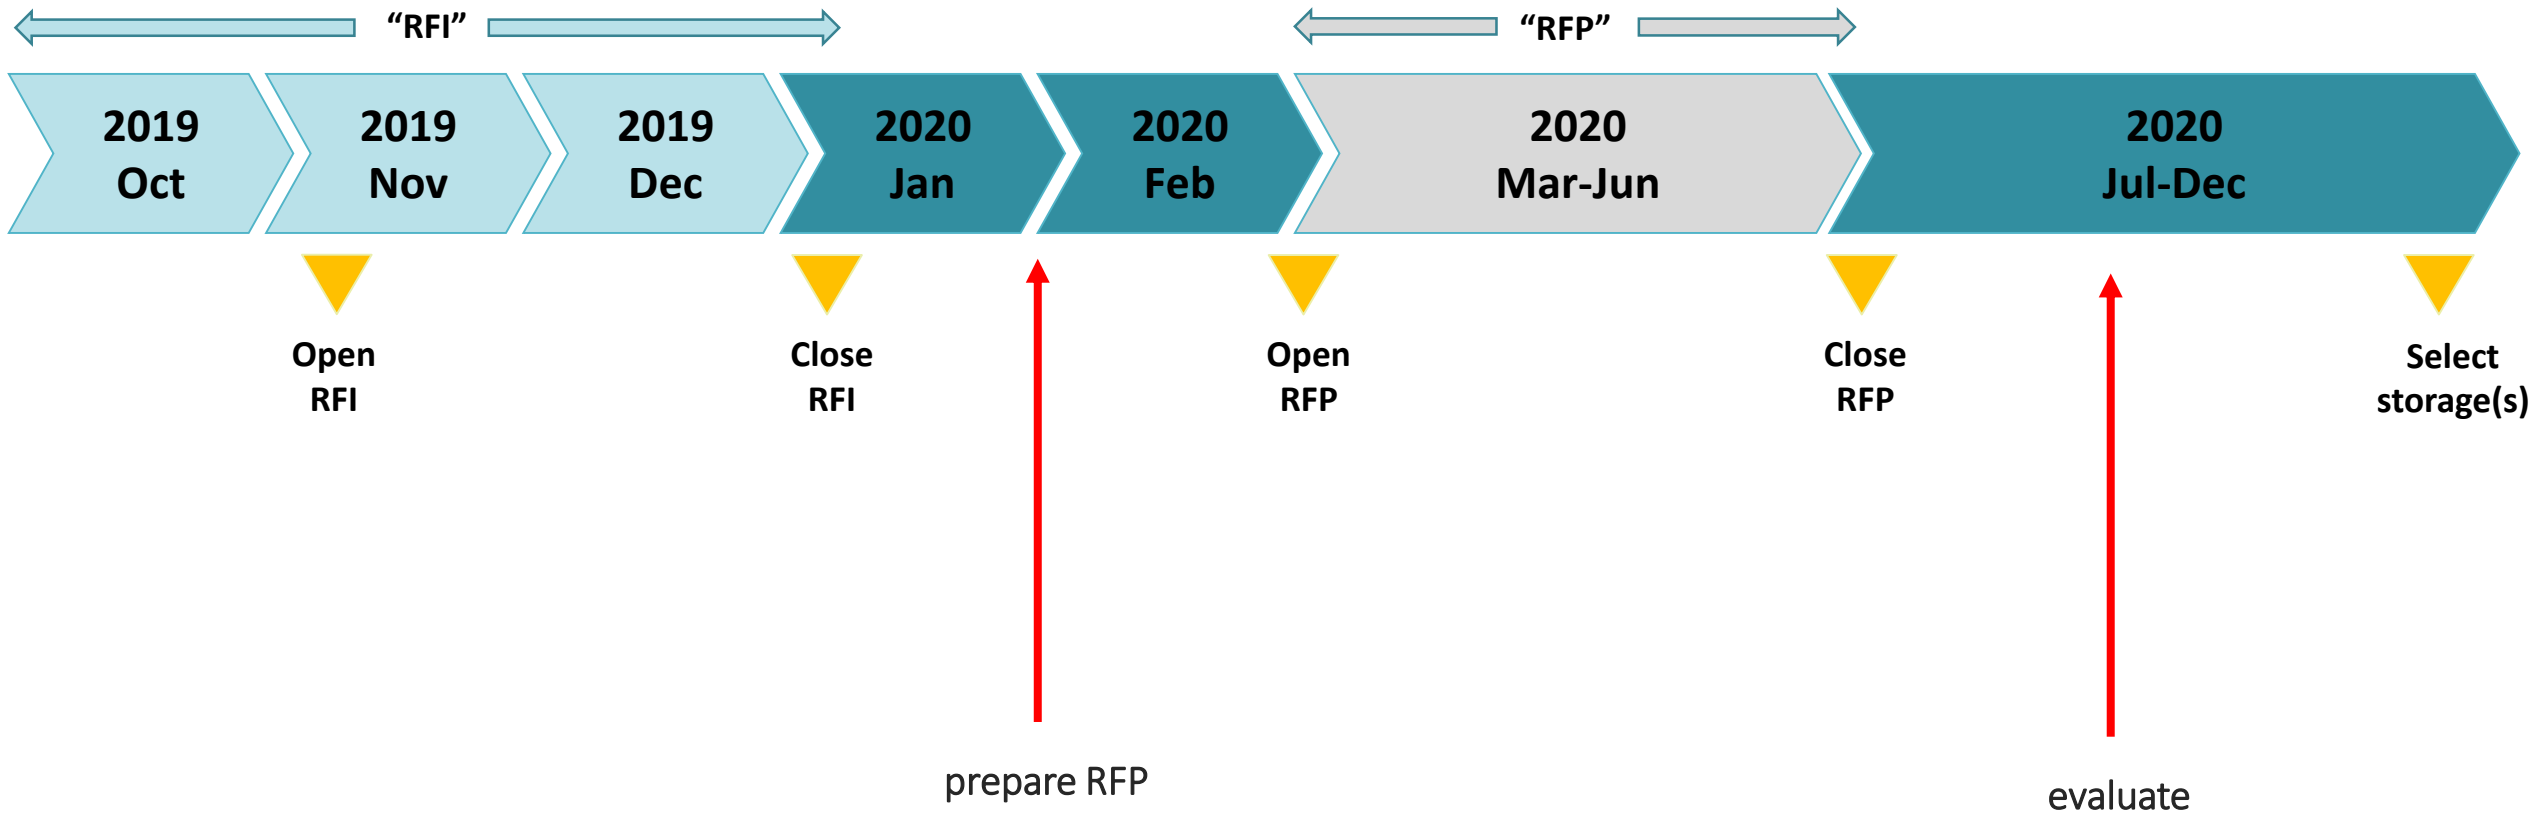 “RFI”
“RFP”
2019
Oct
2019
Nov
2019
Dec
2020
Jan
2020
Feb
2020
Mar-Jun
2020
Jul-Dec
Open
RFI
Close
RFI
Open
RFP
Close
RFP
Select
storage(s)
prepare RFP
evaluate